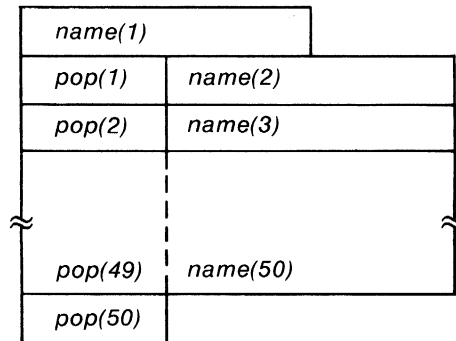 name(1)
pop(1) name(2)
pop(2) name(3)
pop(49) name(50)
pop(50)